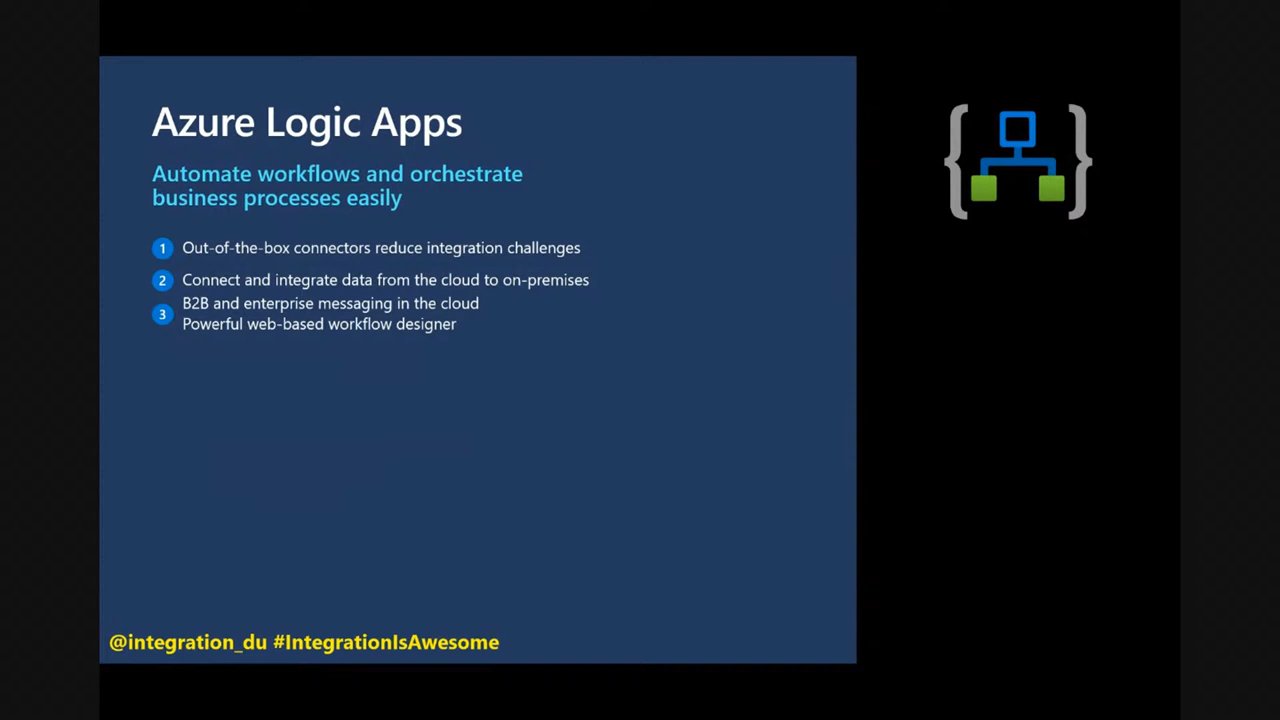 Azure Logic Apps
Automate workflows and orchestrate
business processes easily
1 Out-of-the-box connectors reduce integration challenges
2 Connect and integrate data from the cloud to on-premises
3 B2B and enterprise messaging in the cloud
Powerful web-based workflow designer
@integration_du #IntegrationIsAwesome